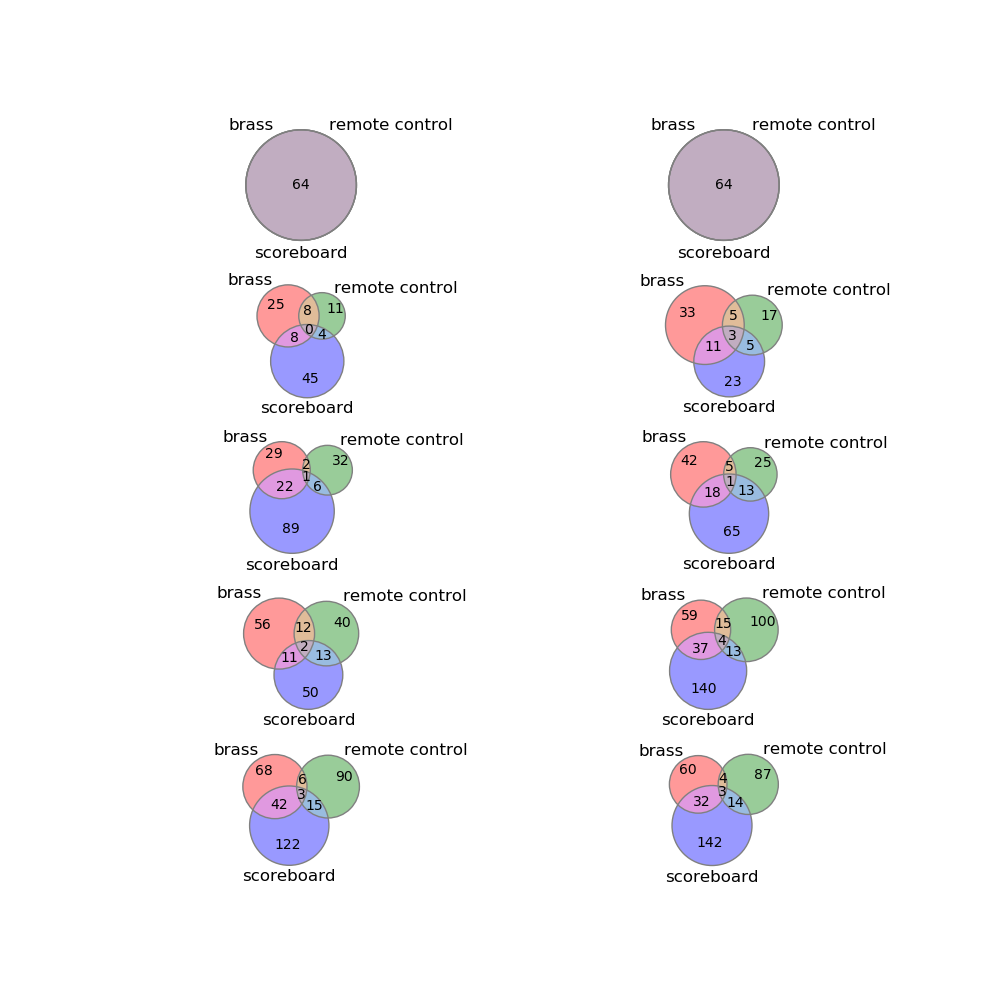 brass remote control
64
scoreboard
brass remote control
64
scoreboard
brass
remote control
25 8 11
0
8 4
45
scoreboard
brass
remote control
33 5 17
3
11 5
23
scoreboard
brass
remote control
29 2 32
1
22 6
89
scoreboard
brass
remote control
42 5 25
1
18 13
65
scoreboard
brass
remote control
56 12 40
2
11 13
50
scoreboard
brass
remote control
59 15 100
4
37 13
140
scoreboard
brass
remote control
68 6 90
3
42 15
122
scoreboard
brass
remote control
60 4 87
3
32 14
142
scoreboard